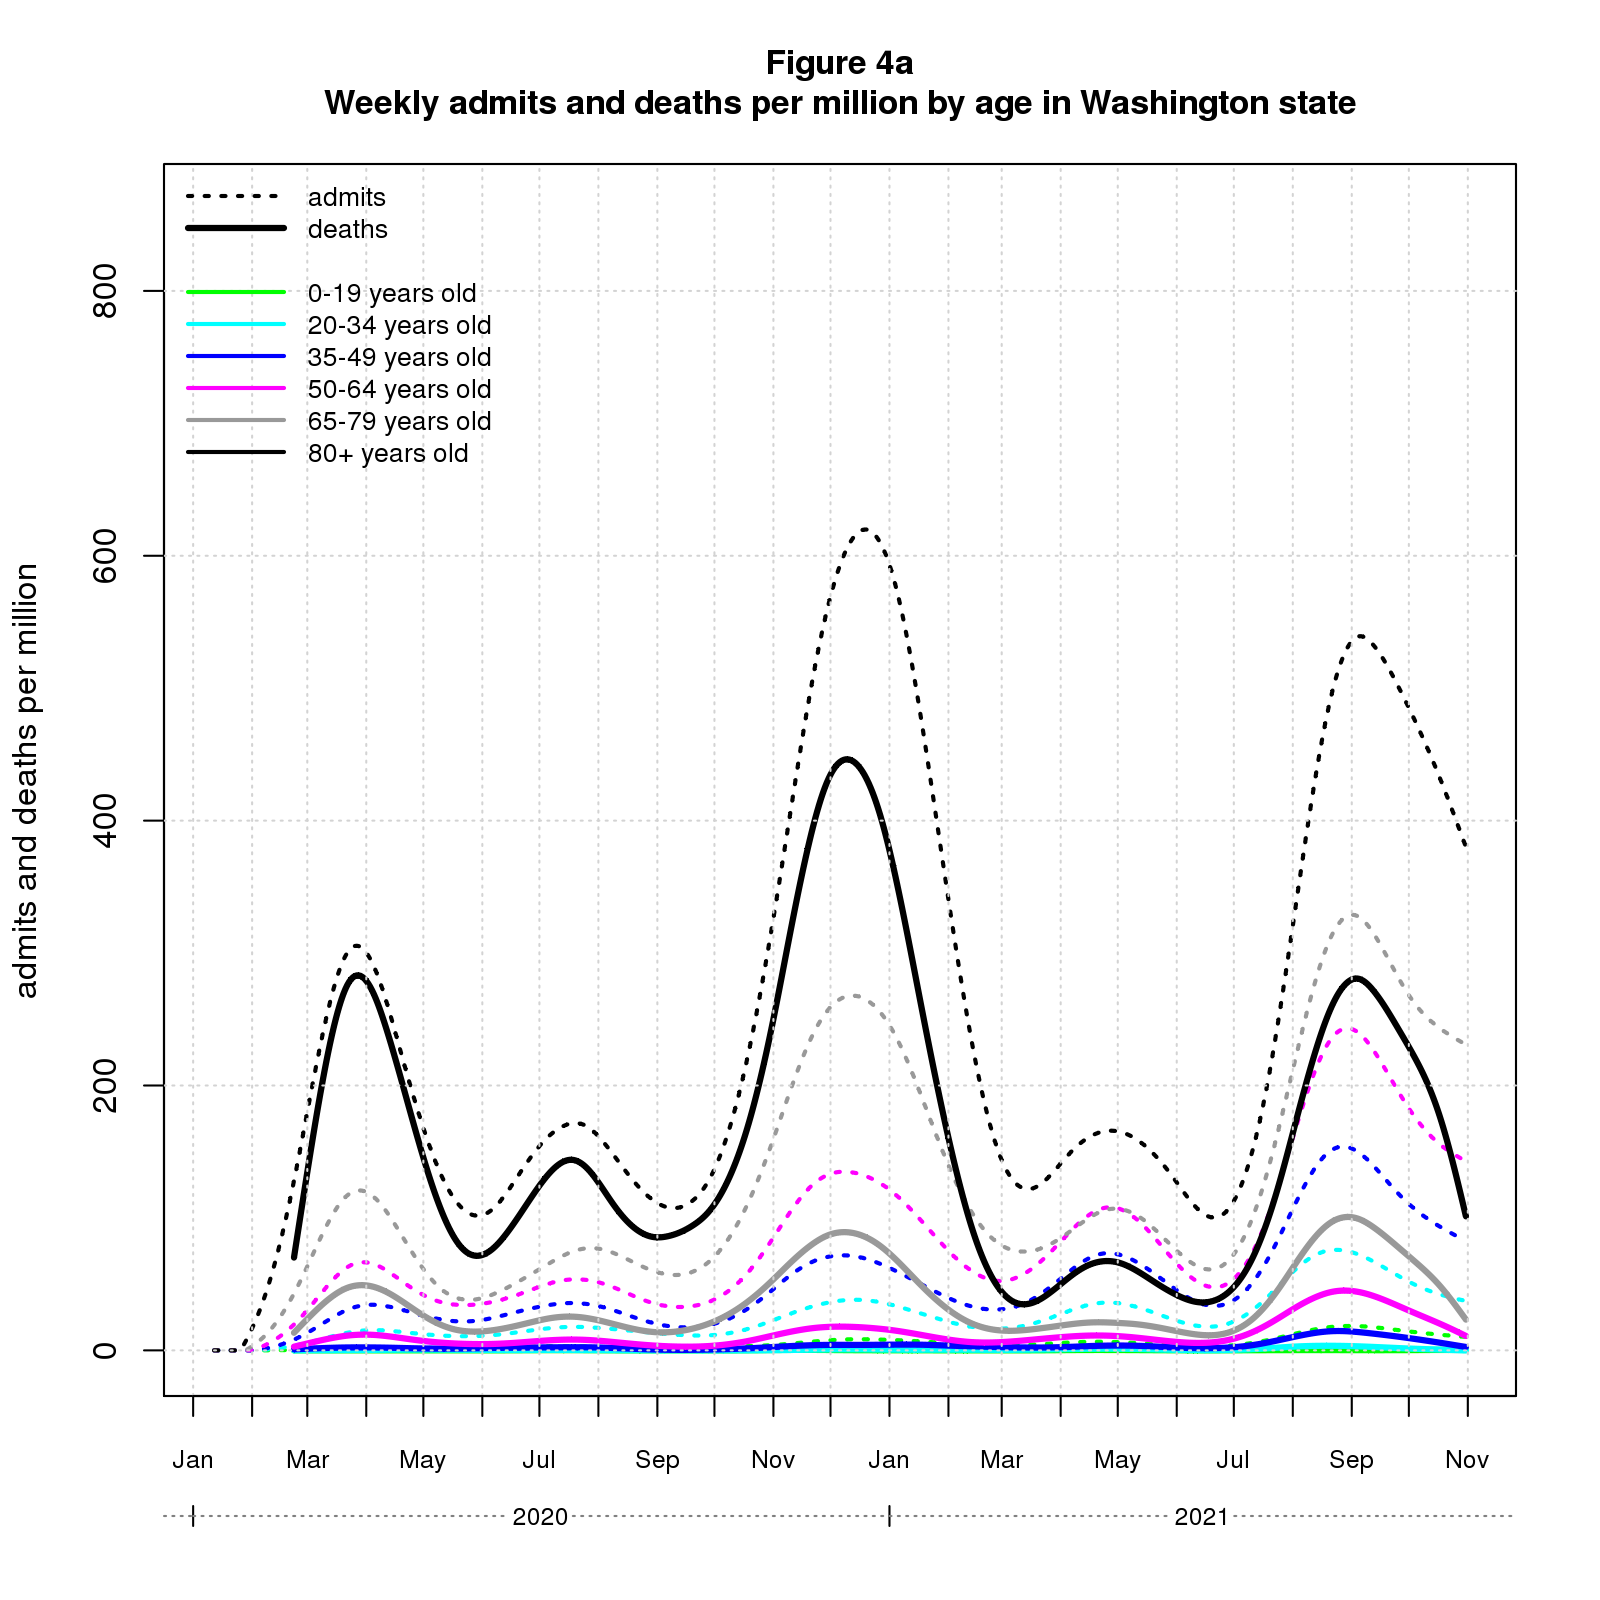 Figure 4a
Weekly admits and deaths per million by age in Washington state
admits
deaths
0-19 years old
20-34 years old
35-49 years old
50-64 years old
65-79 years old
80+ years old
admits and deaths per million
800
600
400
200
0
Jan Mar May Jul Sep Nov Jan Mar May Jul Sep Nov
2020 2021